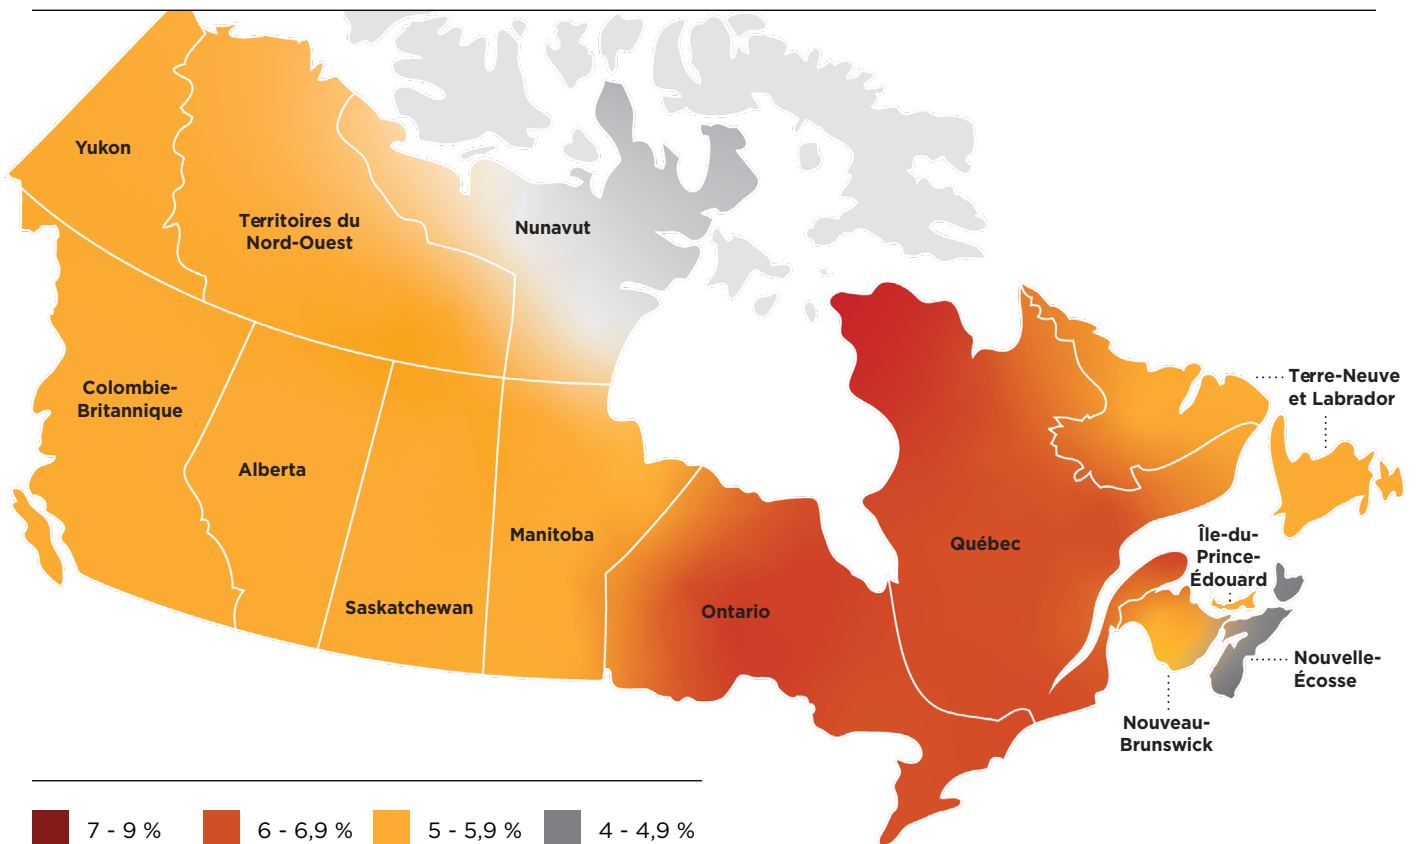 Yukon
Territoires du
Nord-Ouest
Nunavut
Colombie-
Britannique
Alberta
Saskatchewan
Manitoba
Ontario
Québec
Terre-Neuve
et Labrador
Île-du-
Prince-
Édouard
Nouvelle-
Écosse
Nouveau-
Brunswick
7 - 9 %
6 - 6,9 %
5 - 5,9 %
4 - 4,9 %